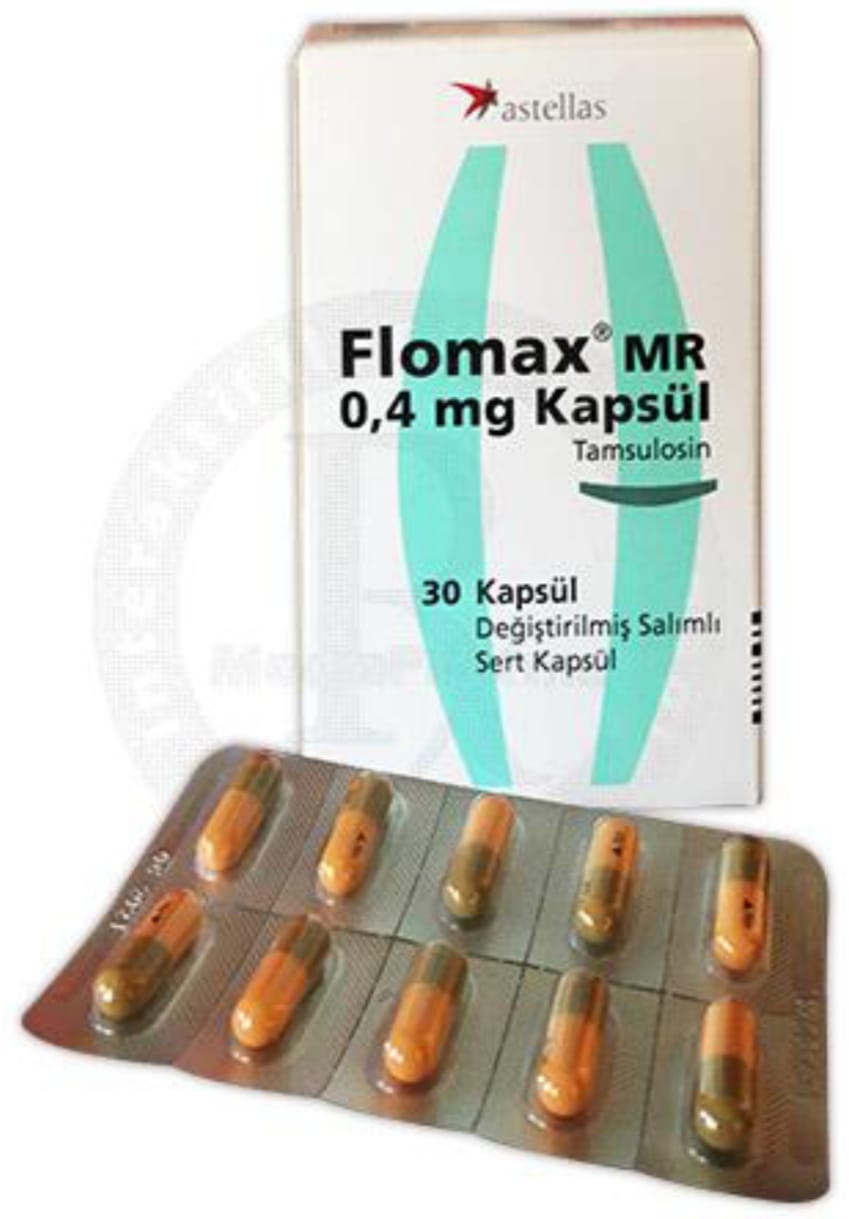 astellas
Flomax® MR
0,4 mg Kapsül
Tamsulosin
30 Kapsül
Değiştirilmiş Salımlı
Sert Kapsül